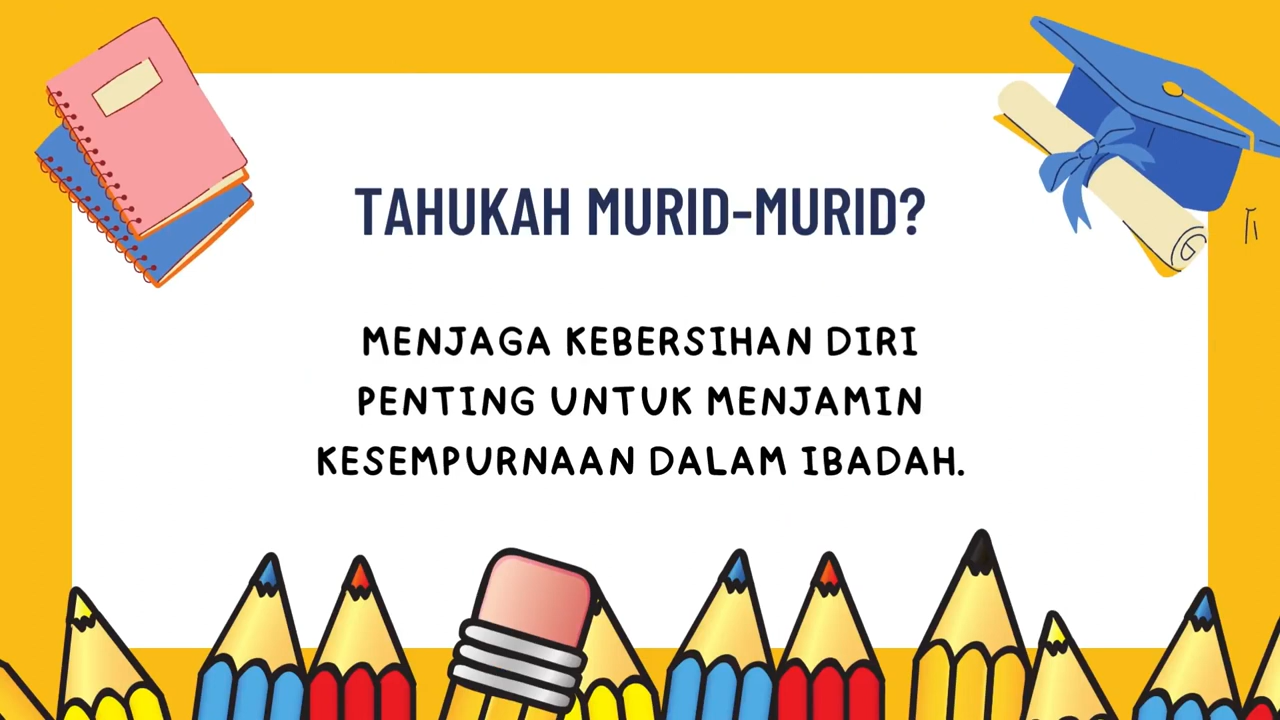 TAHUKAH MURID-MURID?
MENJAGA KEBERSIHAN DIRI
PENTING UNTUK MENJAMIN
KESEMPURNAAN DALAM IBADAH.